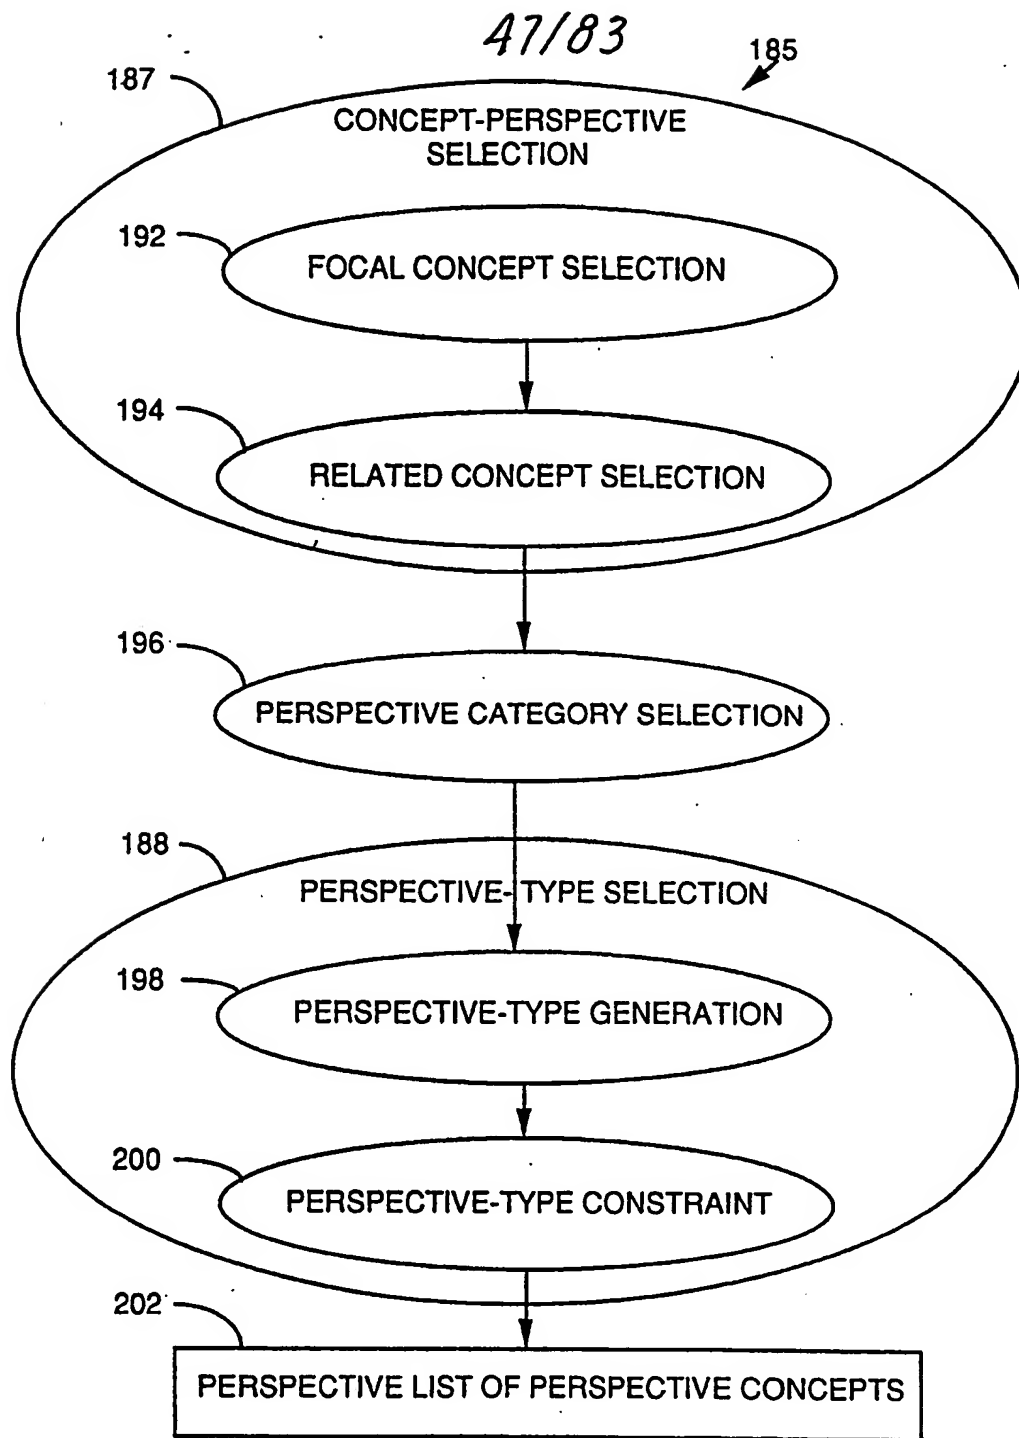 47/83
185
187
CONCEPT-PERSPECTIVE
SELECTION
192
FOCAL CONCEPT SELECTION
194
RELATED CONCEPT SELECTION
196
PERSPECTIVE CATEGORY SELECTION
188
PERSPECTIVE-TYPE SELECTION
198
PERSPECTIVE-TYPE GENERATION
200
PERSPECTIVE-TYPE CONSTRAINT
202
PERSPECTIVE LIST OF PERSPECTIVE CONCEPTS